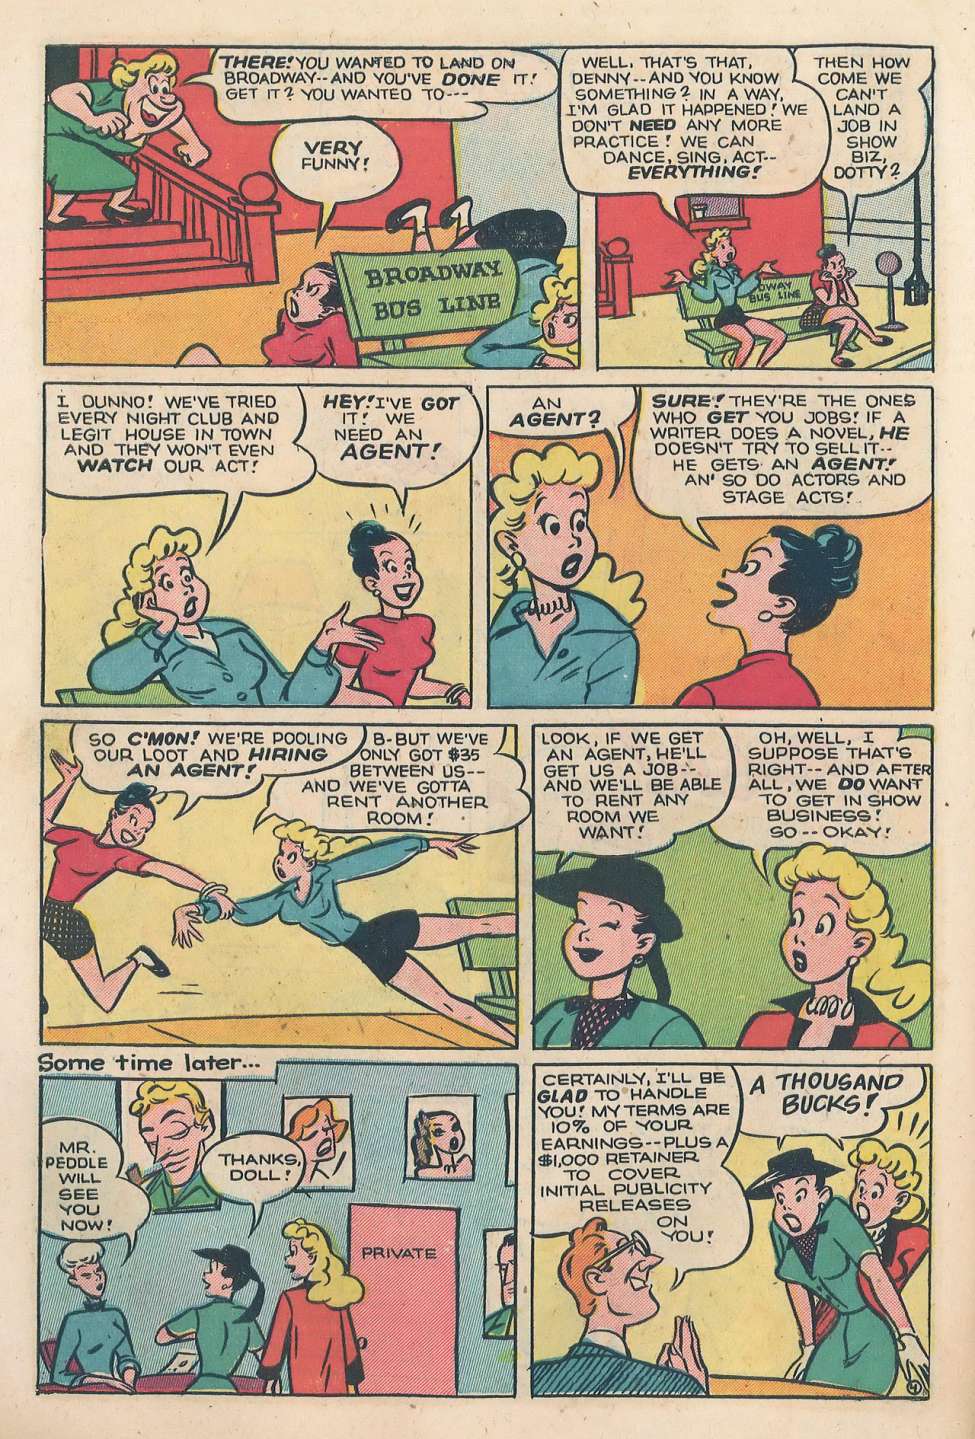 THERE! YOU WANTED TO LAND ON
BROADWAY--AND YOU'VE DONE IT!
GET IT? YOU WANTED TO---
VERY
FUNNY!
BROADWAY
BUS LINE
WELL, THAT'S THAT,
DENNY--AND YOU KNOW
SOMETHING? IN A WAY,
I'M GLAD IT HAPPENED! WE
DON'T NEED ANY MORE
PRACTICE! WE CAN
DANCE, SING, ACT--
EVERYTHING!
THEN HOW
COME WE
CAN'T
LAND A
JOB IN
SHOW
BIZ,
DOTTY?
DWAY
BUS LINE
I DUNNO! WE'VE TRIED
EVERY NIGHT CLUB AND
LEGIT HOUSE IN TOWN
AND THEY WON'T EVEN
WATCH OUR ACT!
HEY! I'VE GOT
IT! WE
NEED AN
AGENT!
AN
AGENT?
SURE! THEY'RE THE ONES
WHO GET YOU JOBS! IF A
WRITER DOES A NOVEL, HE
DOESN'T TRY TO SELL IT--
HE GETS AN AGENT!
AN' SO DO ACTORS AND
STAGE ACTS!
SO C'MON! WE'RE POOLING
OUR LOOT AND HIRING
AN AGENT!
B-BUT WE'VE
ONLY GOT $35
BETWEEN US--
AND WE'VE GOTTA
RENT ANOTHER
ROOM!
LOOK, IF WE GET
AN AGENT, HE'LL
GET US A JOB--
AND WE'LL BE ABLE
TO RENT ANY
ROOM WE
WANT!
OH, WELL, I
SUPPOSE THAT'S
RIGHT--AND AFTER
ALL, WE DO WANT
TO GET IN SHOW
BUSINESS!
SO--OKAY!
Some time later...
MR.
PEDDLE
WILL
SEE
YOU
NOW!
THANKS,
DOLL!
PRIVATE
CERTAINLY, I'LL BE
GLAD TO HANDLE
YOU! MY TERMS ARE
10% OF YOUR
EARNINGS--PLUS A
$1,000 RETAINER
TO COVER
INITIAL PUBLICITY
RELEASES
ON
YOU!
A THOUSAND
BUCKS!
4